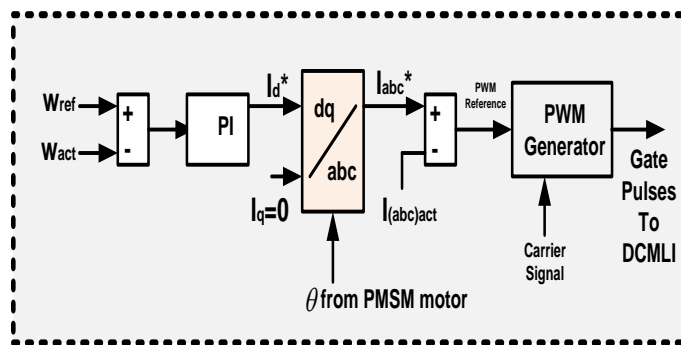 Wref
Wact
+
-
PI
Id*
Iq=0
dq
abc
θ from PMSM motor
Iabc*
+
-
I(abc)act
PWM
Reference
PWM
Generator
Carrier
Signal
Gate
Pulses
To
DCMLI